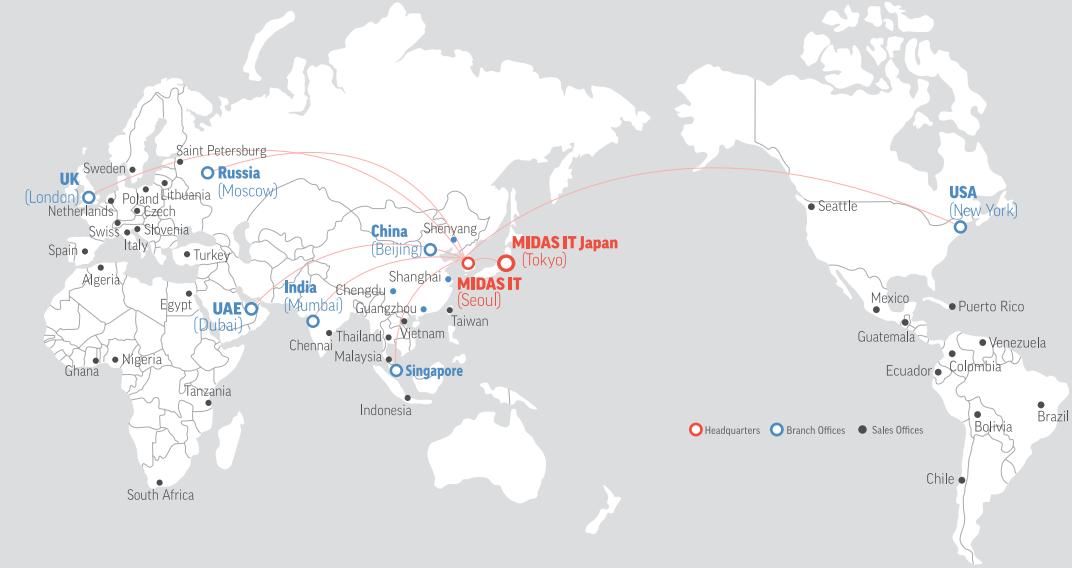 Saint Petersburg
Sweden
Russia
(Moscow)
UK
(London)
Poland
Lithuania
Netherlands
Czech
Swiss
Slovenia
Italy
Spain
Turkey
Algeria
Egypt
UAE
(Dubai)
India
(Mumbai)
Chennai
China
(Beijing)
Shenyang
MIDAS IT Japan
(Tokyo)
MIDAS IT
(Seoul)
Shanghai
Chengdu
Guangzhou
Taiwan
Vietnam
Thailand
Malaysia
Singapore
Indonesia
Ghana
Nigeria
Tanzania
South Africa
USA
(New York)
Seattle
Mexico
Puerto Rico
Guatemala
Venezuela
Colombia
Ecuador
Brazil
Bolivia
Chile
Headquarters
Branch Offices
Sales Offices